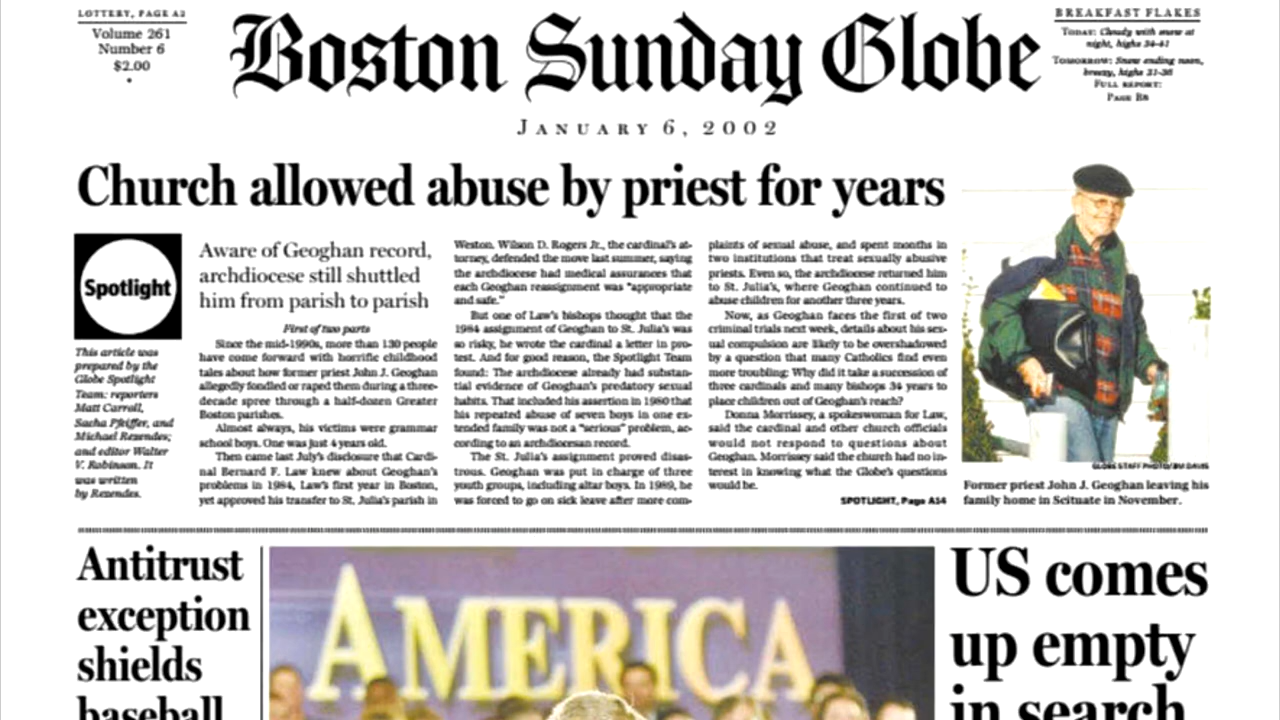 LOTTERY, PAGE A2
Volume 261
Number 6
$2.00
Boston Sunday Globe
JANUARY 6, 2002
BREAKFAST FLAKES
TODAY: Cloudy with snow at
night, highs 34-41
TOMORROW: Snow ending noon,
breezy, highs 31-36
FULL REPORT:
PAGE B8
Church allowed abuse by priest for years
Spotlight
This article was
prepared by the
Globe Spotlight
Team: reporters
Matt Carroll,
Sacha Pfeiffer, and
Michael Rezendes;
and editor Walter
V. Robinson. It
was written
by Rezendes.
Aware of Geoghan record,
archdiocese still shuttled
him from parish to parish
First of two parts
Since the mid-1990s, more than 130 people
have come forward with horrific childhood
tales about how former priest John J. Geoghan
allegedly fondled or raped them during a three-
decade spree through a half-dozen Greater
Boston parishes.
Almost always, his victims were grammar
school boys. One was just 4 years old.
Then came last July's disclosure that Cardi-
nal Bernard F. Law knew about Geoghan's
problems in 1984, Law's first year in Boston,
yet approved his transfer to St. Julia's parish in
Weston. Wilson D. Rogers Jr., the cardinal's at-
torney, defended the move last summer, saying
the archdiocese had medical assurances that
each Geoghan reassignment was "appropriate
and safe."
But one of Law's bishops thought that the
1984 assignment of Geoghan to St. Julia's was
so risky, he wrote the cardinal a letter in pro-
test. And for good reason, the Spotlight Team
found: The archdiocese already had substan-
tial evidence of Geoghan's predatory sexual
habits. That included his assertion in 1980 that
his repeated abuse of seven boys in one ex-
tended family was not a "serious" problem, ac-
cording to an archdiocesan record.
The St. Julia's assignment proved disas-
trous. Geoghan was put in charge of three
youth groups, including altar boys. In 1989, he
was forced to go on sick leave after more com-
plaints of sexual abuse, and spent months in
two institutions that treat sexually abusive
priests. Even so, the archdiocese returned him
to St. Julia's, where Geoghan continued to
abuse children for another three years.
Now, as Geoghan faces the first of two
criminal trials next week, details about his sex-
ual compulsion are likely to be overshadowed
by a question that many Catholics find even
more troubling: Why did it take a succession of
three cardinals and many bishops 34 years to
place children out of Geoghan's reach?
Donna Morrissey, a spokeswoman for Law,
said the cardinal and other church officials
would not respond to questions about
Geoghan. Morrissey said the church had no in-
terest in knowing what the Globe's questions
would be.
SPOTLIGHT, Page A14
GLOBE STAFF PHOTO/JIM DAVIS
Former priest John J. Geoghan leaving his
family home in Scituate in November.
Antitrust
exception
shields
baseball
AMERICA
US comes
up empty
in search